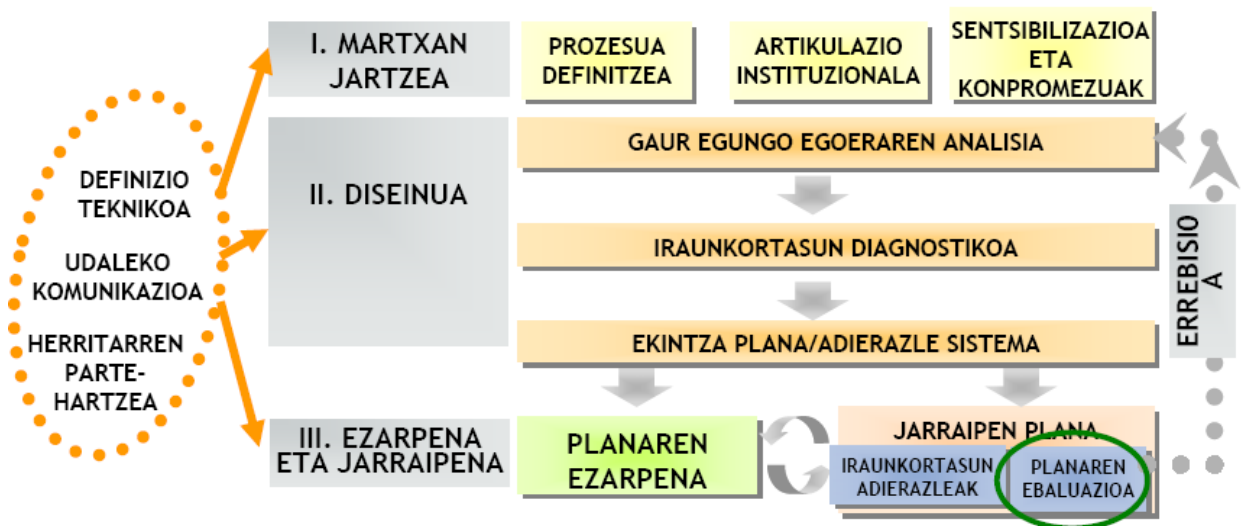 DEFINIZIO
TEKNIKOA
UDALEKO
KOMUNIKAZIOA
HERRITARREN
PARTE-
HARTZEA
I. MARTXAN
JARTZEA
PROZESUA
DEFINITZEA
ARTIKULAZIO
INSTITUZIONALA
SENTSIBILIZAZIOA
ETA
KONPROMEZUAK
II. DISEINUA
GAUR EGUNGO EGOERAREN ANALISIA
IRAUNKORTASUN DIAGNOSTIKOA
EKINTZA PLANA/ADIERAZLE SISTEMA
III. EZARPENA
ETA JARRAIPENA
PLANAREN
EZARPENA
JARRAIPEN PLANA
IRAUNKORTASUN
ADIERAZLEAK
PLANAREN
EBALUAZIOA
ERREBISIO
A